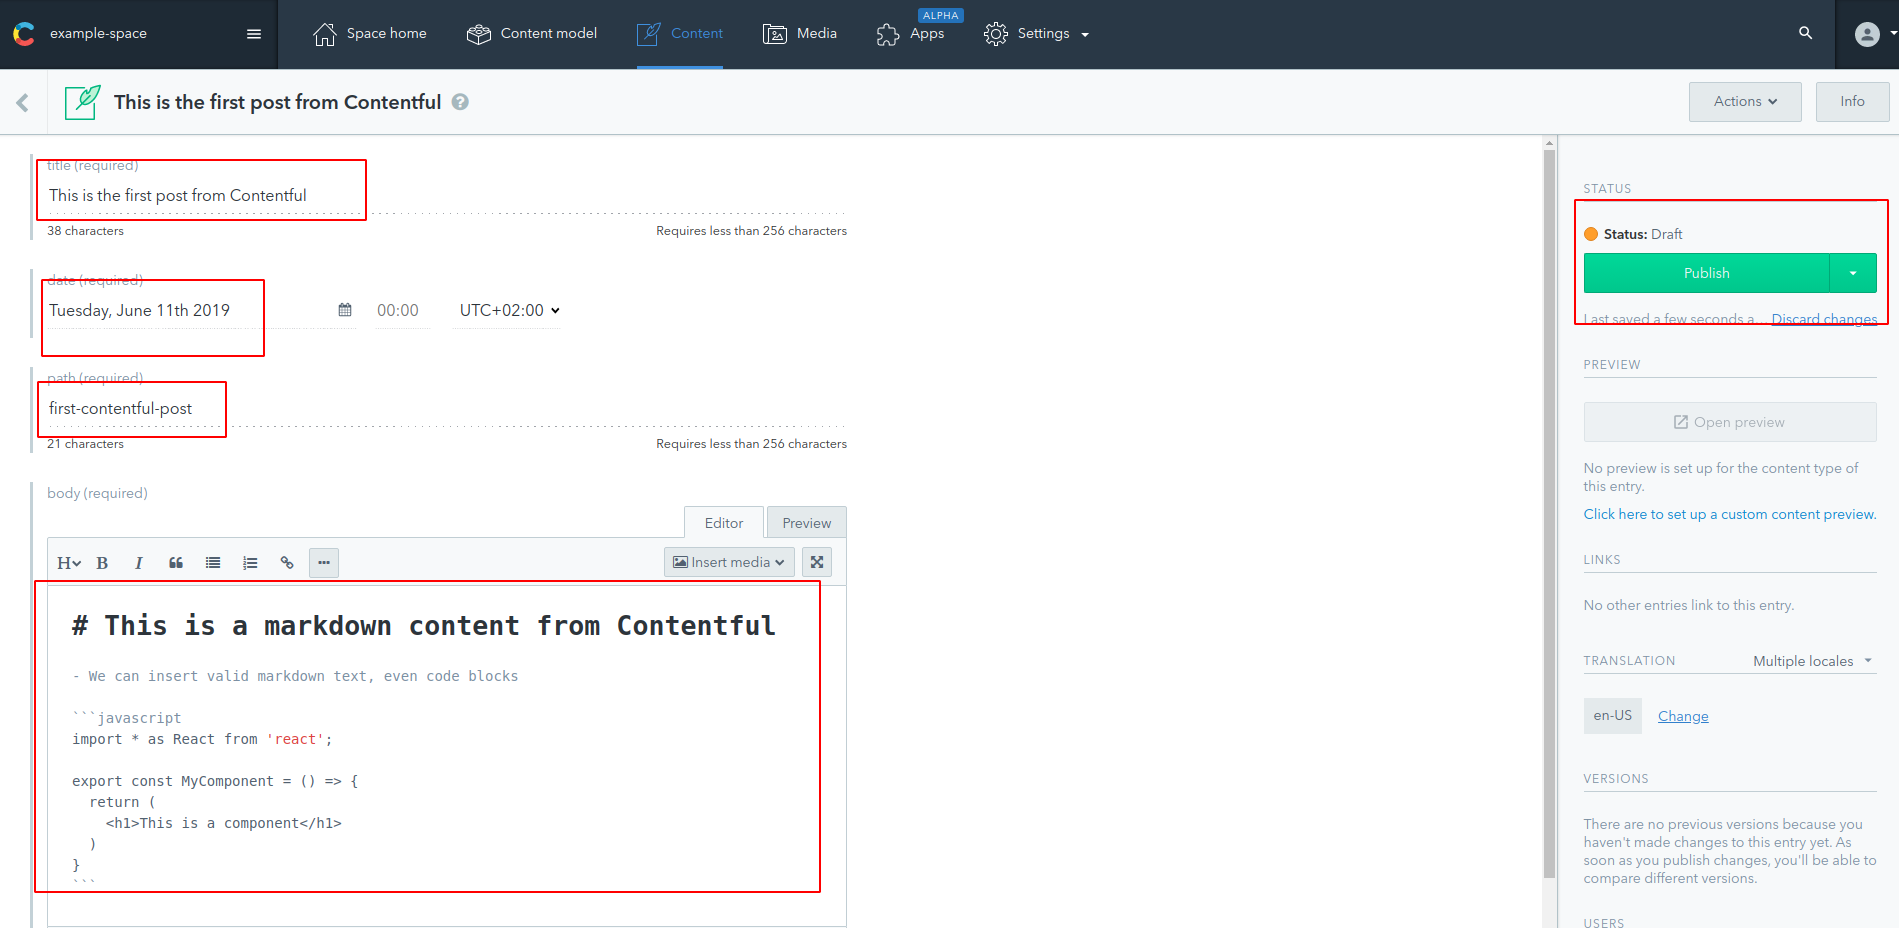 ALPHA
example-space
Space home
Content model
Content
Media
Apps
Settings
This is the first post from Contentful
?
Actions
Info
title (required)
This is the first post from Contentful
38 characters
Requires less than 256 characters
date (required)
Tuesday, June 11th 2019
00:00
UTC+02:00
path (required)
first-contentful-post
21 characters
Requires less than 256 characters
body (required)
Editor
Preview
H
B
I
Insert media
# This is a markdown content from Contentful
- We can insert valid markdown text, even code blocks
```javascript
import * as React from 'react';
export const MyComponent = () => {
return (
<h1>This is a component</h1>
)
}
```
STATUS
Status: Draft
Publish
Last saved a few seconds a...
Discard changes
PREVIEW
Open preview
No preview is set up for the content type of
this entry.
Click here to set up a custom content preview.
LINKS
No other entries link to this entry.
TRANSLATION
Multiple locales
en-US
Change
VERSIONS
There are no previous versions because you
haven't made changes to this entry yet. As
soon as you publish changes, you'll be able to
compare different versions.
USERS